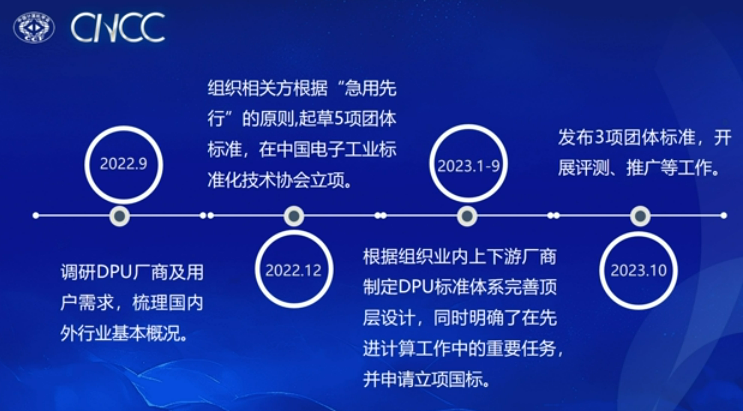 CCF
CNCC
组织相关方根据“急用先
行”的原则,起草5项团体
标准，在中国电子工业标
准化技术协会立项。
发布3项团体标准，开
展评测、推广等工作。
2022.9
2023.1-9
2022.12
2023.10
调研DPU厂商及用
户需求，梳理国内
外行业基本概况。
根据组织业内上下游厂商
制定DPU标准体系完善顶
层设计，同时明确了在先
进计算工作中的重要任务，
并申请立项国标。